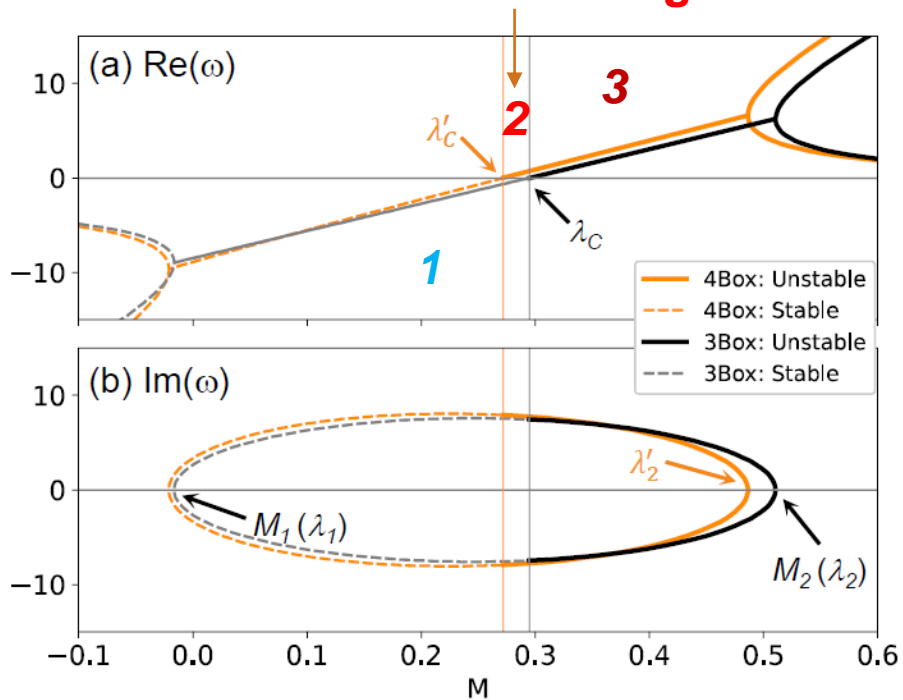 g
(a) Re(ω)
10
0
−10
λ′C
2
3
λC
1
4Box: Unstable
4Box: Stable
3Box: Unstable
3Box: Stable
(b) Im(ω)
10
0
−10
M1(λ1)
λ′2
M2(λ2)
−0.1 0.0 0.1 0.2 0.3 0.4 0.5 0.6
M